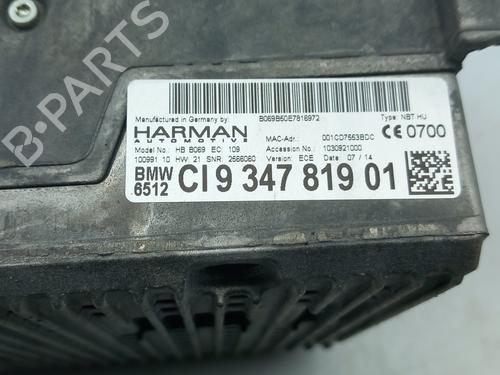 B-PARTS
Manufactured in Germany by: B069B50E7816972 Type: NBT HU
HARMAN
AUTOMOTIVE
MAC-Adr.: 001CD7553BDC CE 0700
Model No.: HB B069 EC: 109 Accession No.: 1030921000
100991 10 HW: 21 SNR: 2566060 Version: ECE Date: 07 / 14
BMW
6512
CI 9 347 819 01